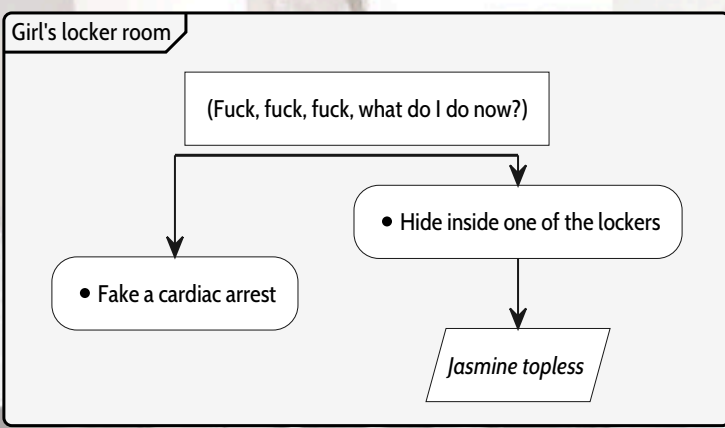 Girl's locker room
(Fuck, fuck, fuck, what do I do now?)
• Hide inside one of the lockers
• Fake a cardiac arrest
Jasmine topless